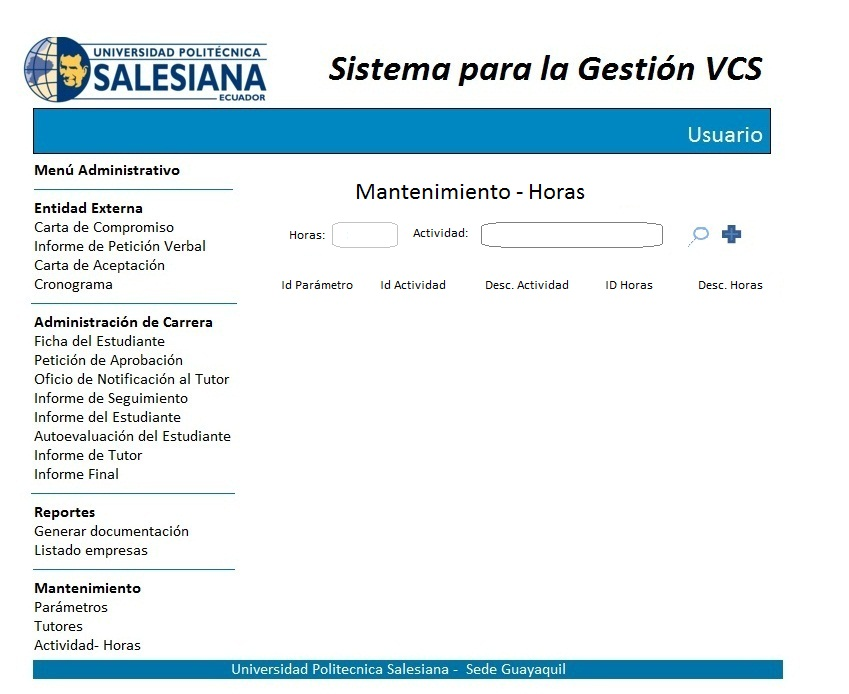 UNIVERSIDAD POLITÉCNICA
SALESIANA
ECUADOR
Sistema para la Gestión VCS
Usuario
Menú Administrativo
Entidad Externa
Carta de Compromiso
Informe de Petición Verbal
Carta de Aceptación
Cronograma
Administración de Carrera
Ficha del Estudiante
Petición de Aprobación
Oficio de Notificación al Tutor
Informe de Seguimiento
Informe del Estudiante
Autoevaluación del Estudiante
Informe de Tutor
Informe Final
Reportes
Generar documentación
Listado empresas
Mantenimiento
Parámetros
Tutores
Actividad- Horas
Mantenimiento - Horas
Horas: Actividad:
Id Parámetro Id Actividad Desc. Actividad ID Horas Desc. Horas
Universidad Politecnica Salesiana - Sede Guayaquil